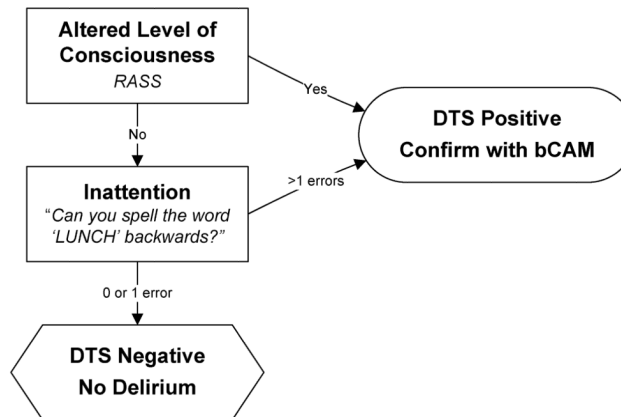 Altered Level of
Consciousness
RASS
Yes
DTS Positive
Confirm with bCAM
No
Inattention
“Can you spell the word
‘LUNCH’ backwards?”
>1 errors
0 or 1 error
DTS Negative
No Delirium